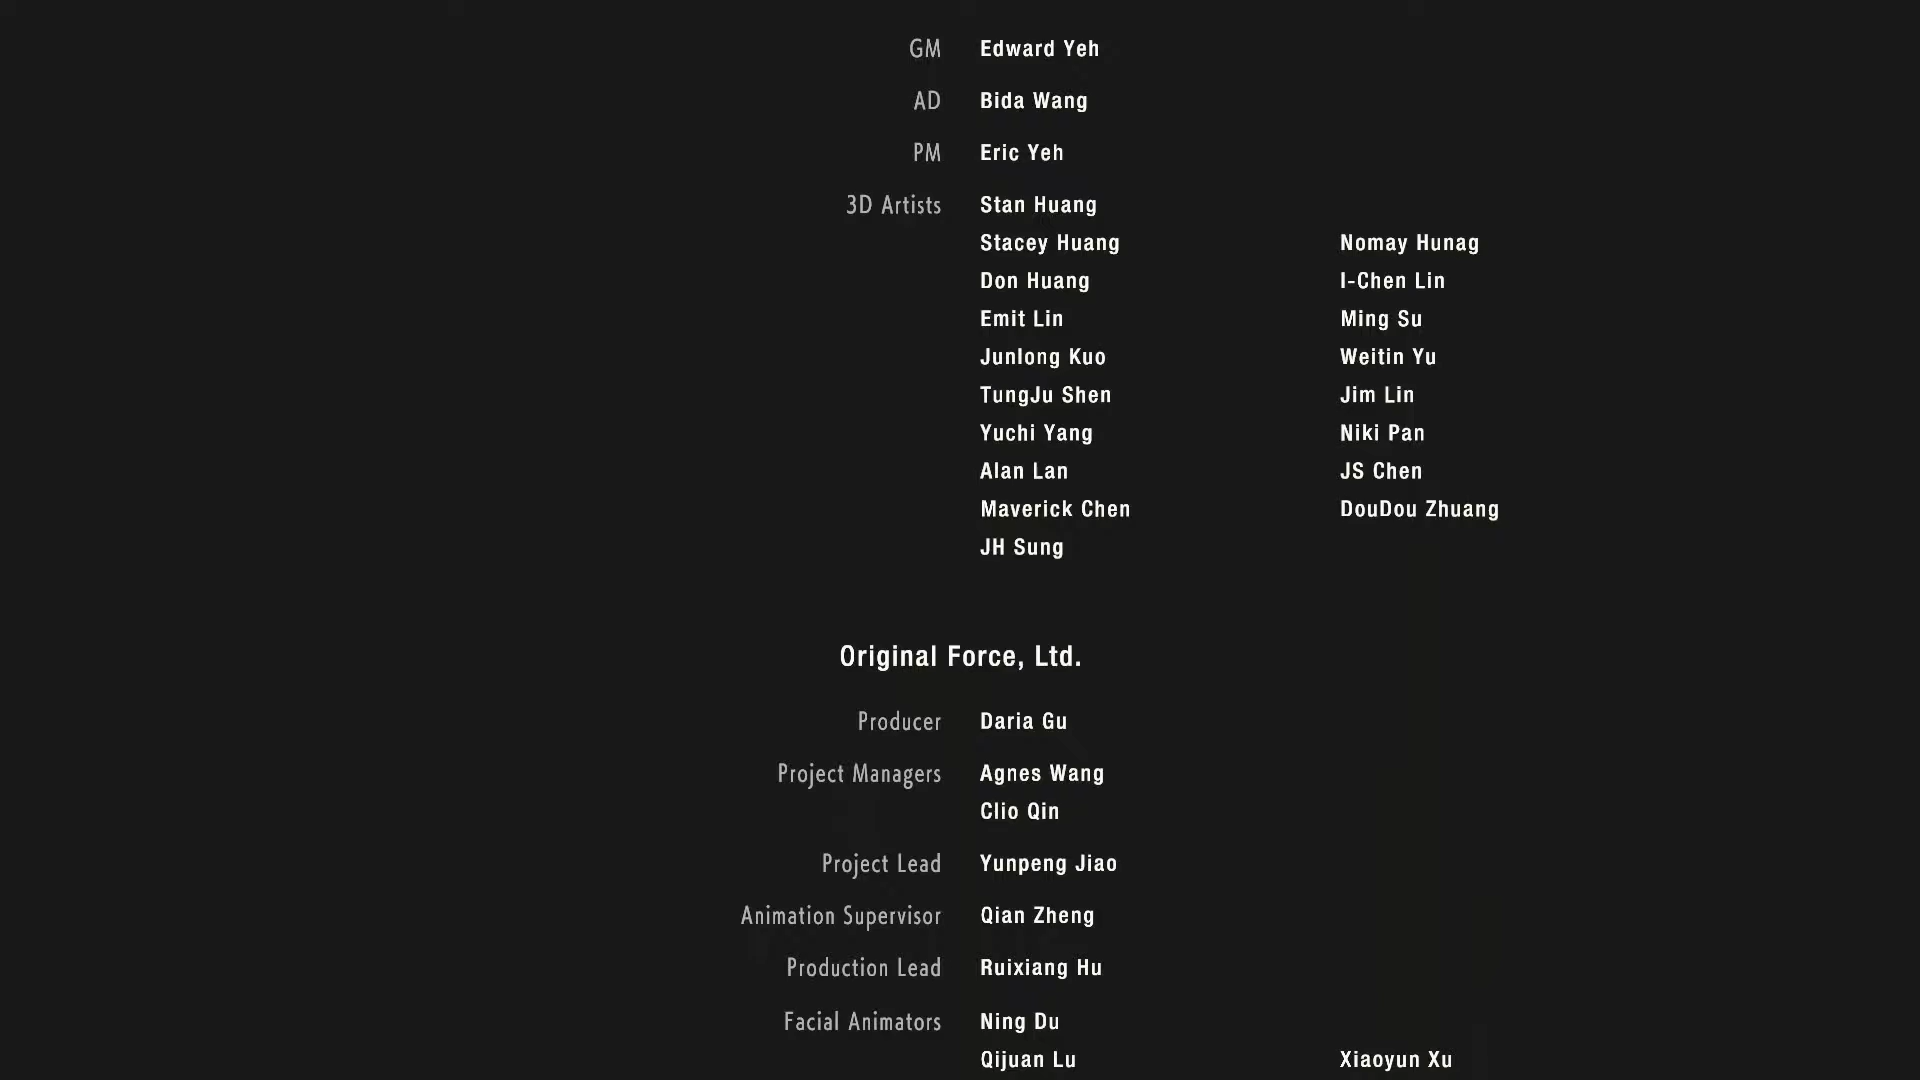 GM Edward Yeh
AD Bida Wang
PM Eric Yeh
3D Artists Stan Huang
Stacey Huang Nomay Hunag
Don Huang I-Chen Lin
Emit Lin Ming Su
Junlong Kuo Weitin Yu
TungJu Shen Jim Lin
Yuchi Yang Niki Pan
Alan Lan JS Chen
Maverick Chen DouDou Zhuang
JH Sung
Original Force, Ltd.
Producer Daria Gu
Project Managers Agnes Wang
Clio Qin
Project Lead Yunpeng Jiao
Animation Supervisor Qian Zheng
Production Lead Ruixiang Hu
Facial Animators Ning Du
Qijuan Lu Xiaoyun Xu